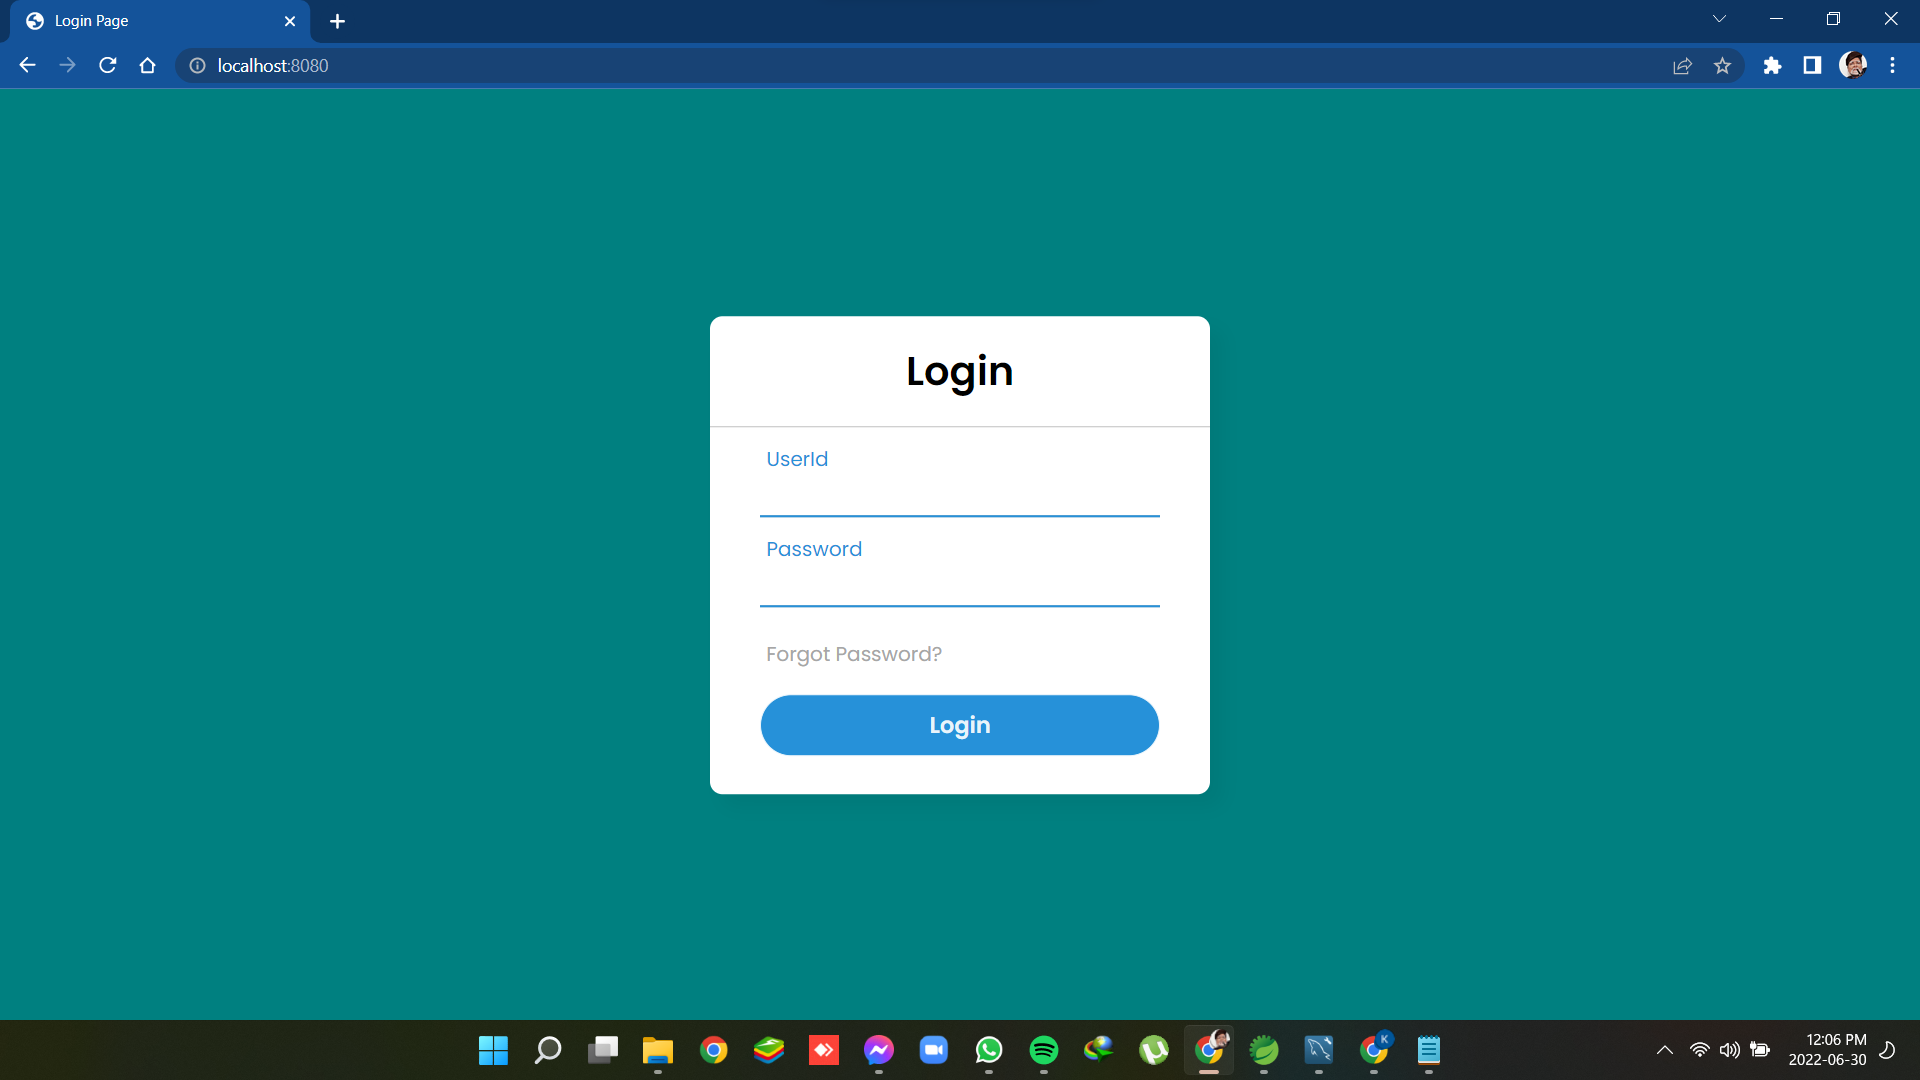 Login Page
localhost:8080
Login
UserId
Password
Forgot Password?
Login
K
12:06 PM
2022-06-30